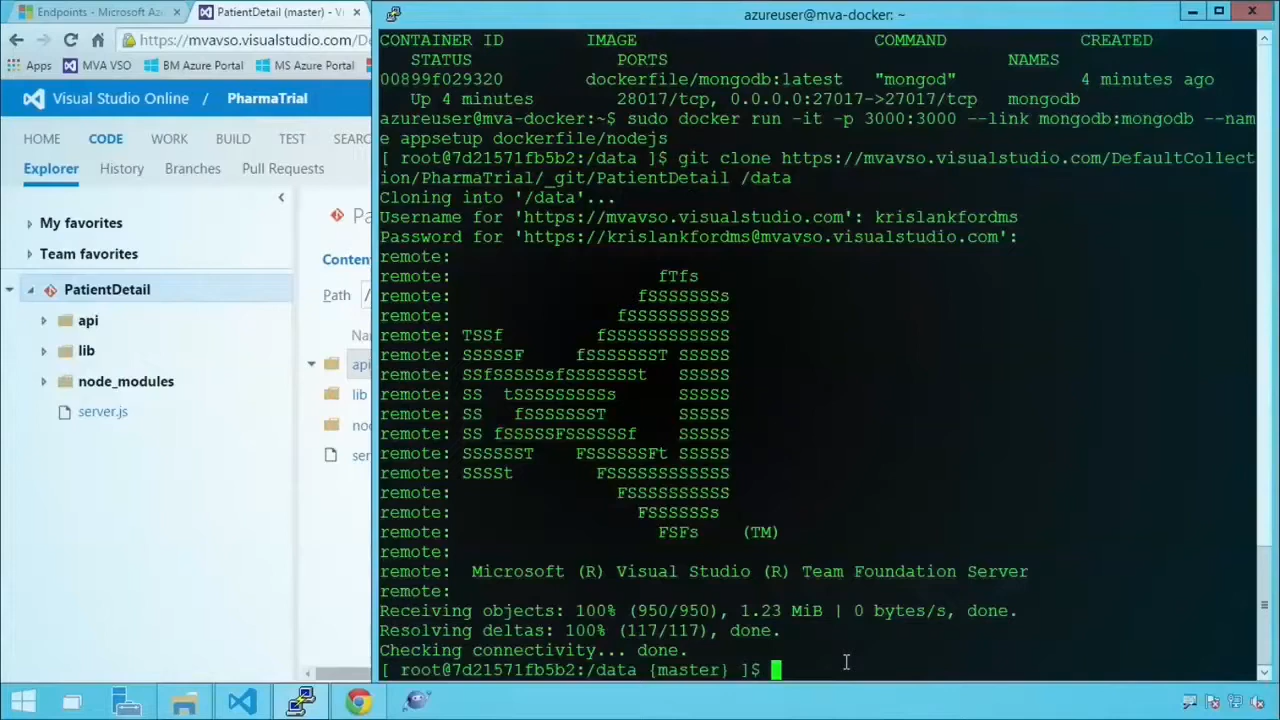 Endpoints - Microsoft Az
PatientDetail (master) - Vi
azureuser@mva-docker: ~
https://mvavso.visualstudio.com/De
Apps
MVA VSO
BM Azure Portal
MS Azure Portal
Visual Studio Online / PharmaTrial
HOME
CODE
WORK
BUILD
TEST
SEARC
Explorer
History
Branches
Pull Requests
My favorites
Team favorites
PatientDetail
api
lib
node_modules
server.js
Pa
Conten
Path /
Na
api
lib
noc
ser
CONTAINER ID        IMAGE                       COMMAND             CREATED
   STATUS              PORTS                                  NAMES
00899f029320        dockerfile/mongodb:latest   "mongod"            4 minutes ago
   Up 4 minutes        28017/tcp, 0.0.0.0:27017->27017/tcp   mongodb
azureuser@mva-docker:~$ sudo docker run -it -p 3000:3000 --link mongodb:mongodb --nam
e appsetup dockerfile/nodejs
[ root@7d21571fb5b2:/data ]$ git clone https://mvavso.visualstudio.com/DefaultCollect
ion/PharmaTrial/_git/PatientDetail /data
Cloning into '/data'...
Username for 'https://mvavso.visualstudio.com': krislankfordms
Password for 'https://krislankfordms@mvavso.visualstudio.com':
remote:
remote:                    fTfs
remote:                  fSSSSSSSs
remote:                fSSSSSSSSSS
remote: TSSf         fSSSSSSSSSSSS
remote: SSSSSF     fSSSSSSST SSSSS
remote: SSfSSSSSsfSSSSSSSt   SSSSS
remote: SS  tSSSSSSSSSs      SSSSS
remote: SS   fSSSSSSST       SSSSS
remote: SS fSSSSSFSSSSSSf    SSSSS
remote: SSSSSST    FSSSSSSFt SSSSS
remote: SSSSt        FSSSSSSSSSSSS
remote:                FSSSSSSSSSS
remote:                  FSSSSSSs
remote:                    FSFs    (TM)
remote:
remote:  Microsoft (R) Visual Studio (R) Team Foundation Server
remote:
Receiving objects: 100% (950/950), 1.23 MiB | 0 bytes/s, done.
Resolving deltas: 100% (117/117), done.
Checking connectivity... done.
[ root@7d21571fb5b2:/data {master} ]$